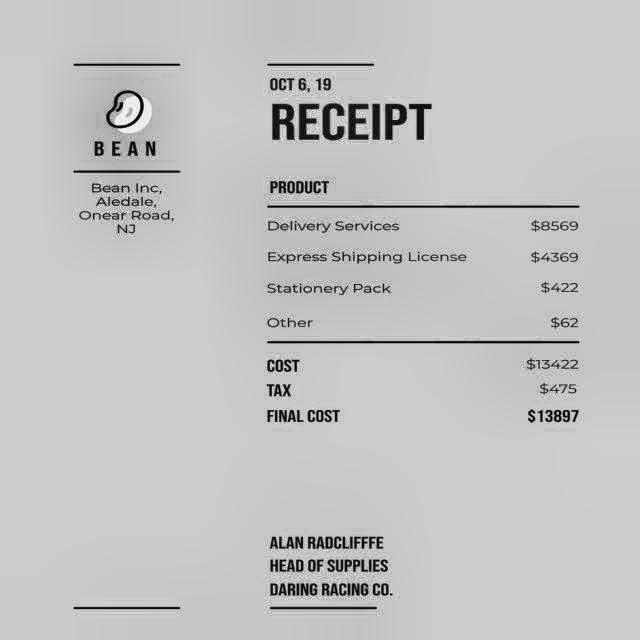 BEAN
Bean Inc,
Aledale,
Onear Road,
NJ
OCT 6, 19
RECEIPT
PRODUCT
Delivery Services $8569
Express Shipping License $4369
Stationery Pack $422
Other $62
COST $13422
TAX $475
FINAL COST $13897
ALAN RADCLIFFFE
HEAD OF SUPPLIES
DARING RACING CO.